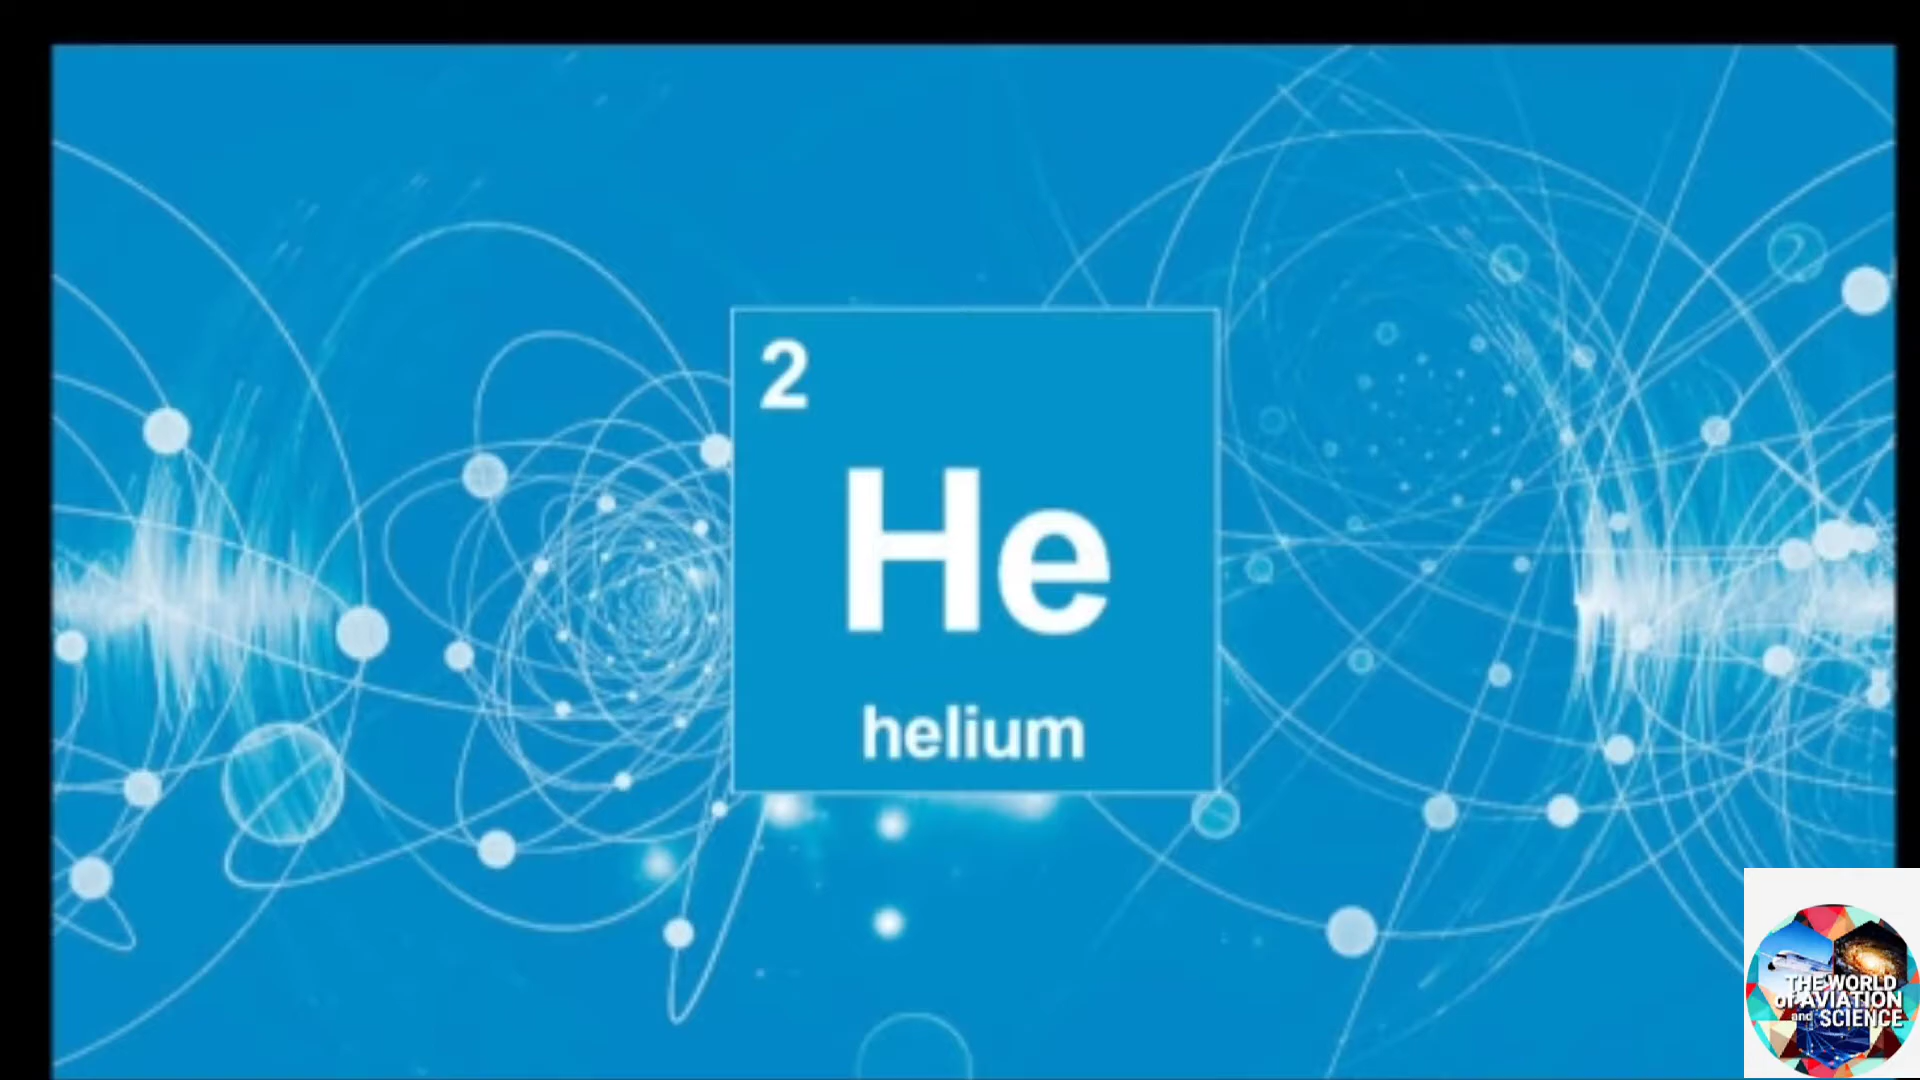 2
He
helium
THE WORLD
of AVIATION
and SCIENCE